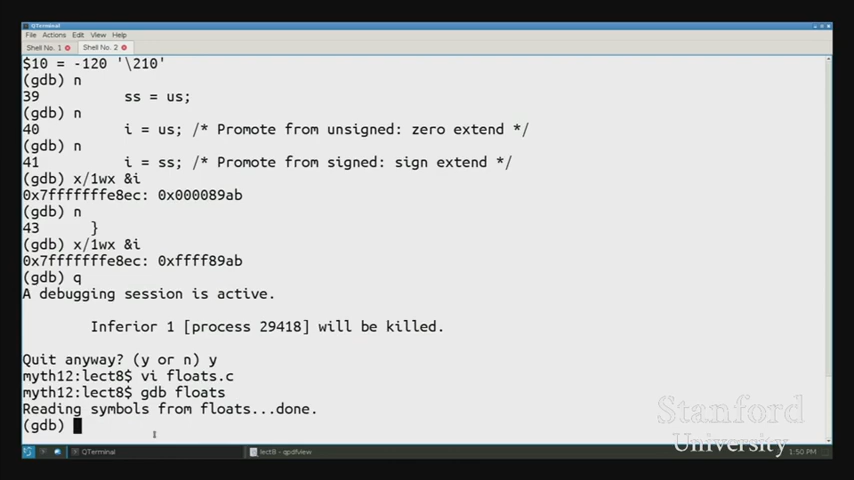 QTerminal
File Edit View Help
Shell No. 1 Shell No. 2
$10 = -120 '\210'
(gdb) n
39 ss = us;
(gdb) n
40 i = us; /* Promote from unsigned: zero extend */
(gdb) n
41 i = ss; /* Promote from signed: sign extend */
(gdb) x/1wx &i
0x7fffffffe8ec: 0x000089ab
(gdb) n
43 }
(gdb) x/1wx &i
0x7fffffffe8ec: 0xffff89ab
(gdb) q
A debugging session is active.
Inferior 1 [process 29418] will be killed.
Quit anyway? (y or n) y
myth12:lect8$ vi floats.c
myth12:lect8$ gdb floats
Reading symbols from floats...done.
(gdb)
Stanford
University
QTerminal lect8 - qpdfview 1:50 PM